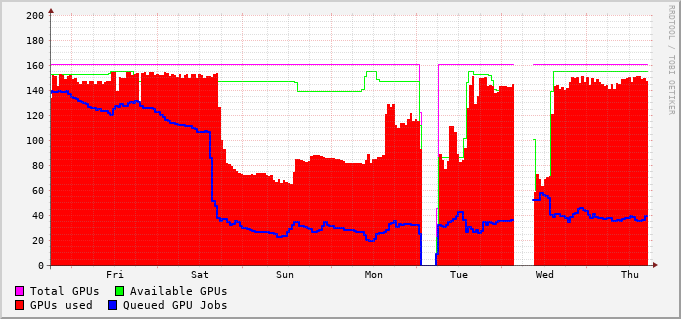 200
180
160
140
120
100
80
60
40
20
0
Fri Sat Sun Mon Tue Wed Thu
Total GPUs Available GPUs
GPUs used Queued GPU Jobs
RRDTOOL / TOBI OETIKER